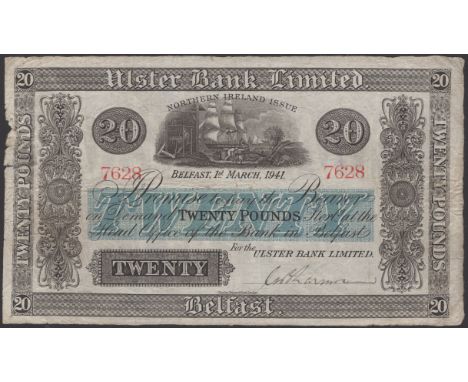 20 Ulster Bank Limited 20
NORTHERN IRELAND ISSUE
20 20
7628 7628
BELFAST, 1st MARCH, 1941.
I Promise to pay the Bearer
on Demand TWENTY POUNDS Sterl at the
Head Office of the Bank in Belfast
For the
ULSTER BANK LIMITED.
TWENTY
TWENTY POUNDS
TWENTY POUNDS
20 Belfast. 20